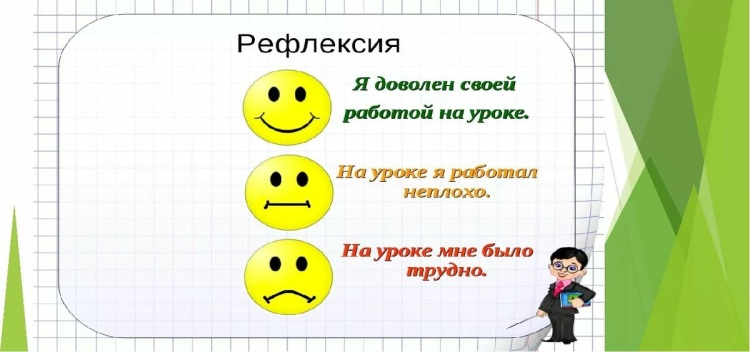 Рефлексия
Я доволен своей
работой на уроке.
На уроке я работал
неплохо.
На уроке мне было
трудно.